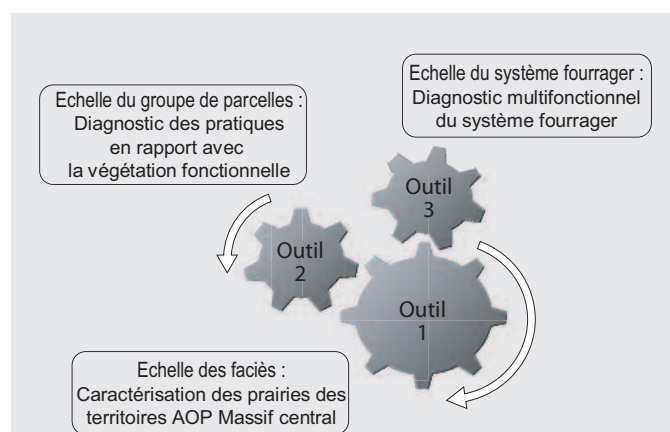 Echelle du groupe de parcelles :
Diagnostic des pratiques
en rapport avec
la végétation fonctionnelle
Echelle du système fourrager :
Diagnostic multifonctionnel
du système fourrager
Outil
3
Outil
2
Outil
1
Echelle des faciès :
Caractérisation des prairies des
territoires AOP Massif central